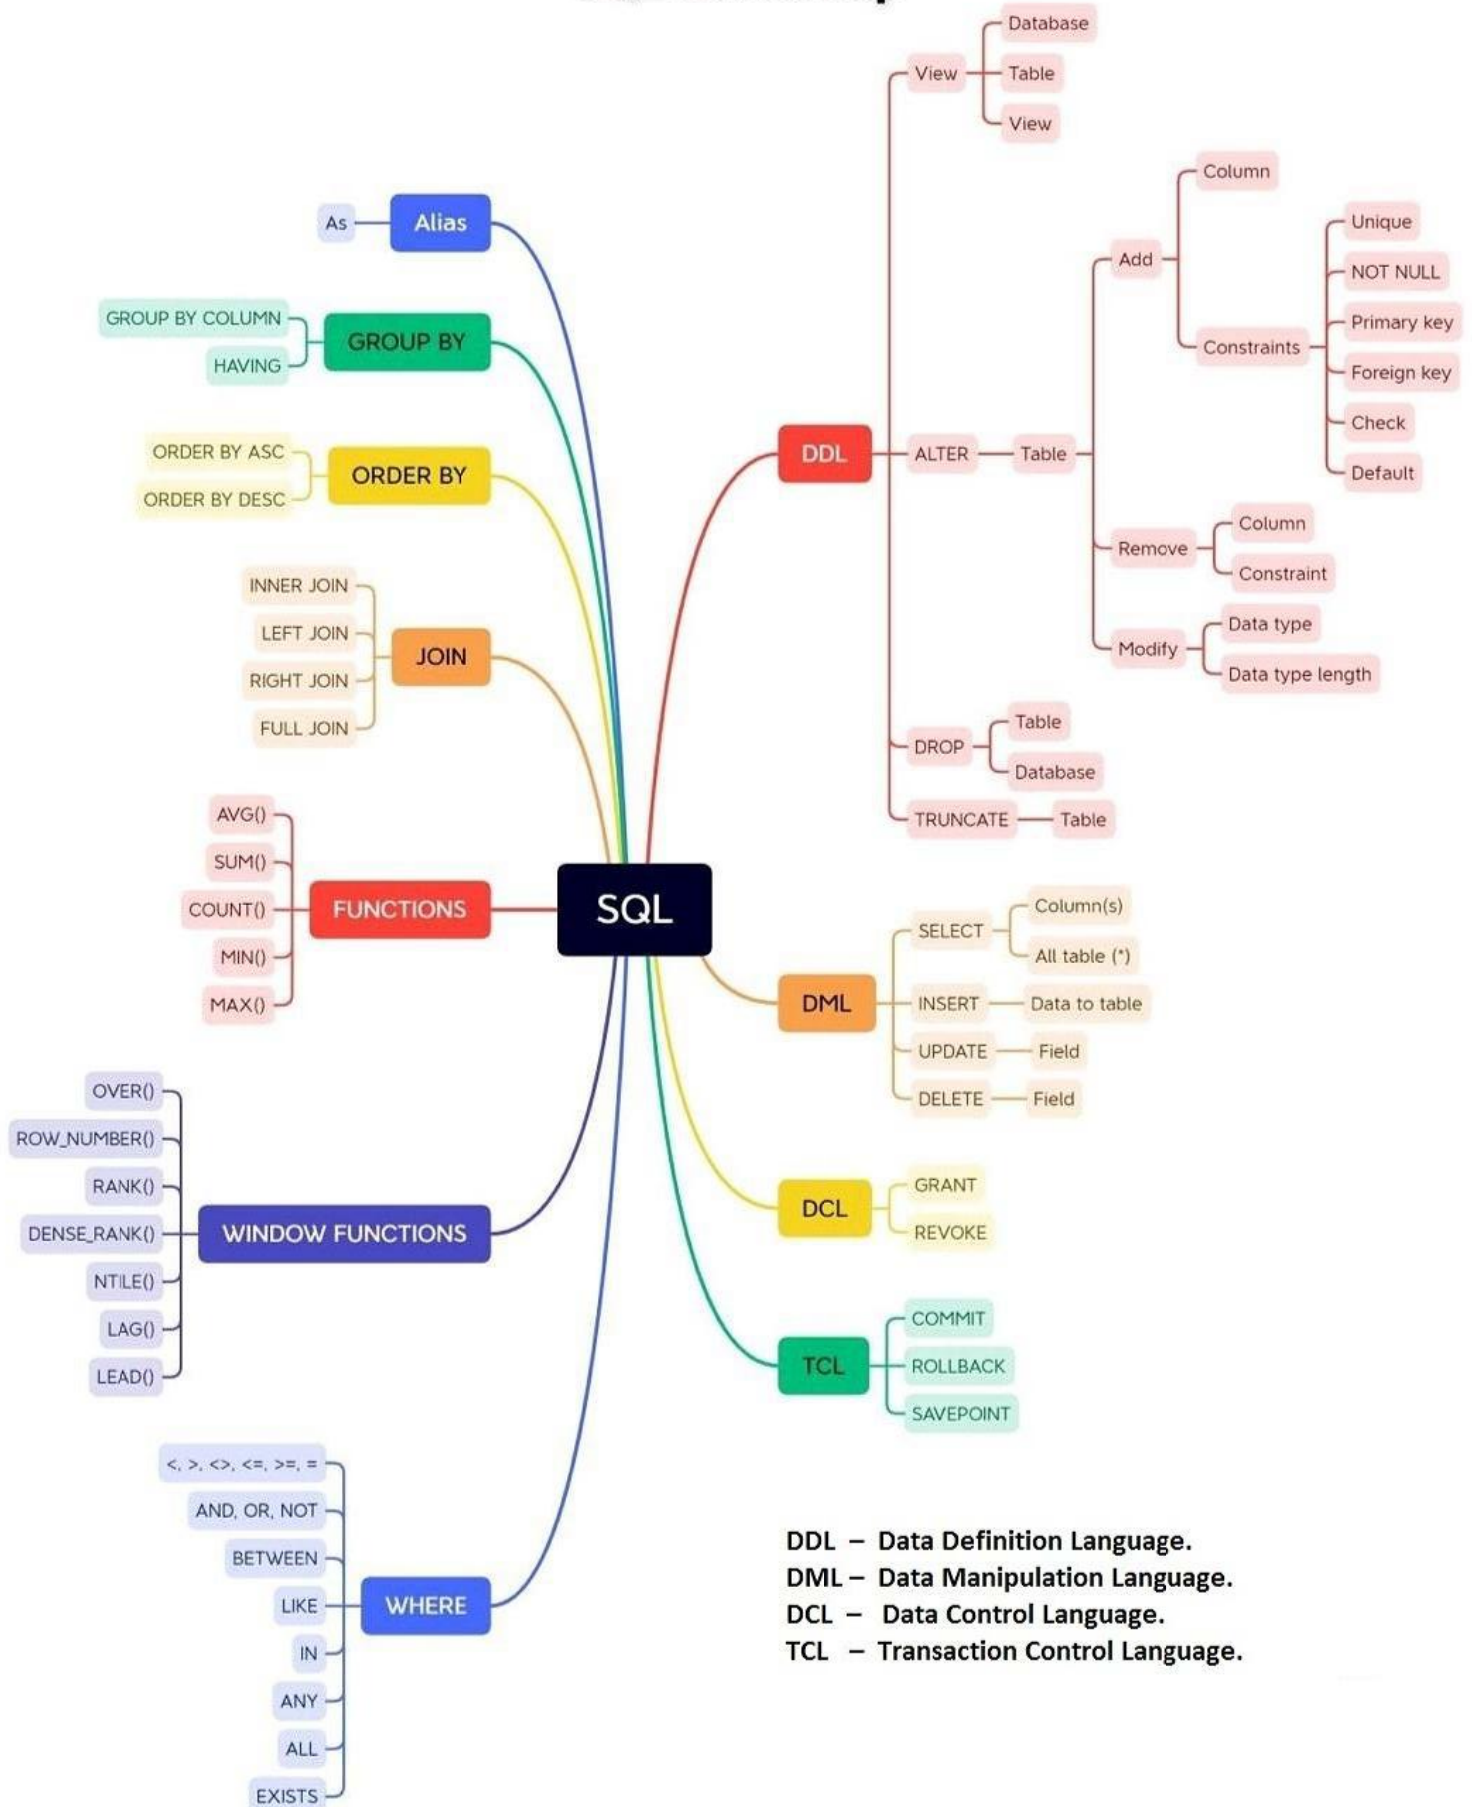 Database
View
Table
View
Column
Alias
As
Unique
Add
NOT NULL
GROUP BY COLUMN
GROUP BY
HAVING
Primary key
Constraints
Foreign key
Check
ORDER BY ASC
ORDER BY
ORDER BY DESC
DDL
ALTER
Table
Default
Column
Remove
Constraint
INNER JOIN
LEFT JOIN
JOIN
RIGHT JOIN
FULL JOIN
Data type
Modify
Data type length
Table
DROP
Database
TRUNCATE
Table
AVG()
SUM()
COUNT()
FUNCTIONS
MIN()
MAX()
SQL
Column(s)
SELECT
All table (*)
DML
INSERT
Data to table
UPDATE
Field
DELETE
Field
OVER()
ROW_NUMBER()
RANK()
DENSE_RANK()
WINDOW FUNCTIONS
NTILE()
LAG()
LEAD()
GRANT
DCL
REVOKE
COMMIT
TCL
ROLLBACK
SAVEPOINT
<, >, <>, <=, >=, =
AND, OR, NOT
BETWEEN
LIKE
WHERE
IN
ANY
ALL
EXISTS
DDL – Data Definition Language.
DML – Data Manipulation Language.
DCL – Data Control Language.
TCL – Transaction Control Language.